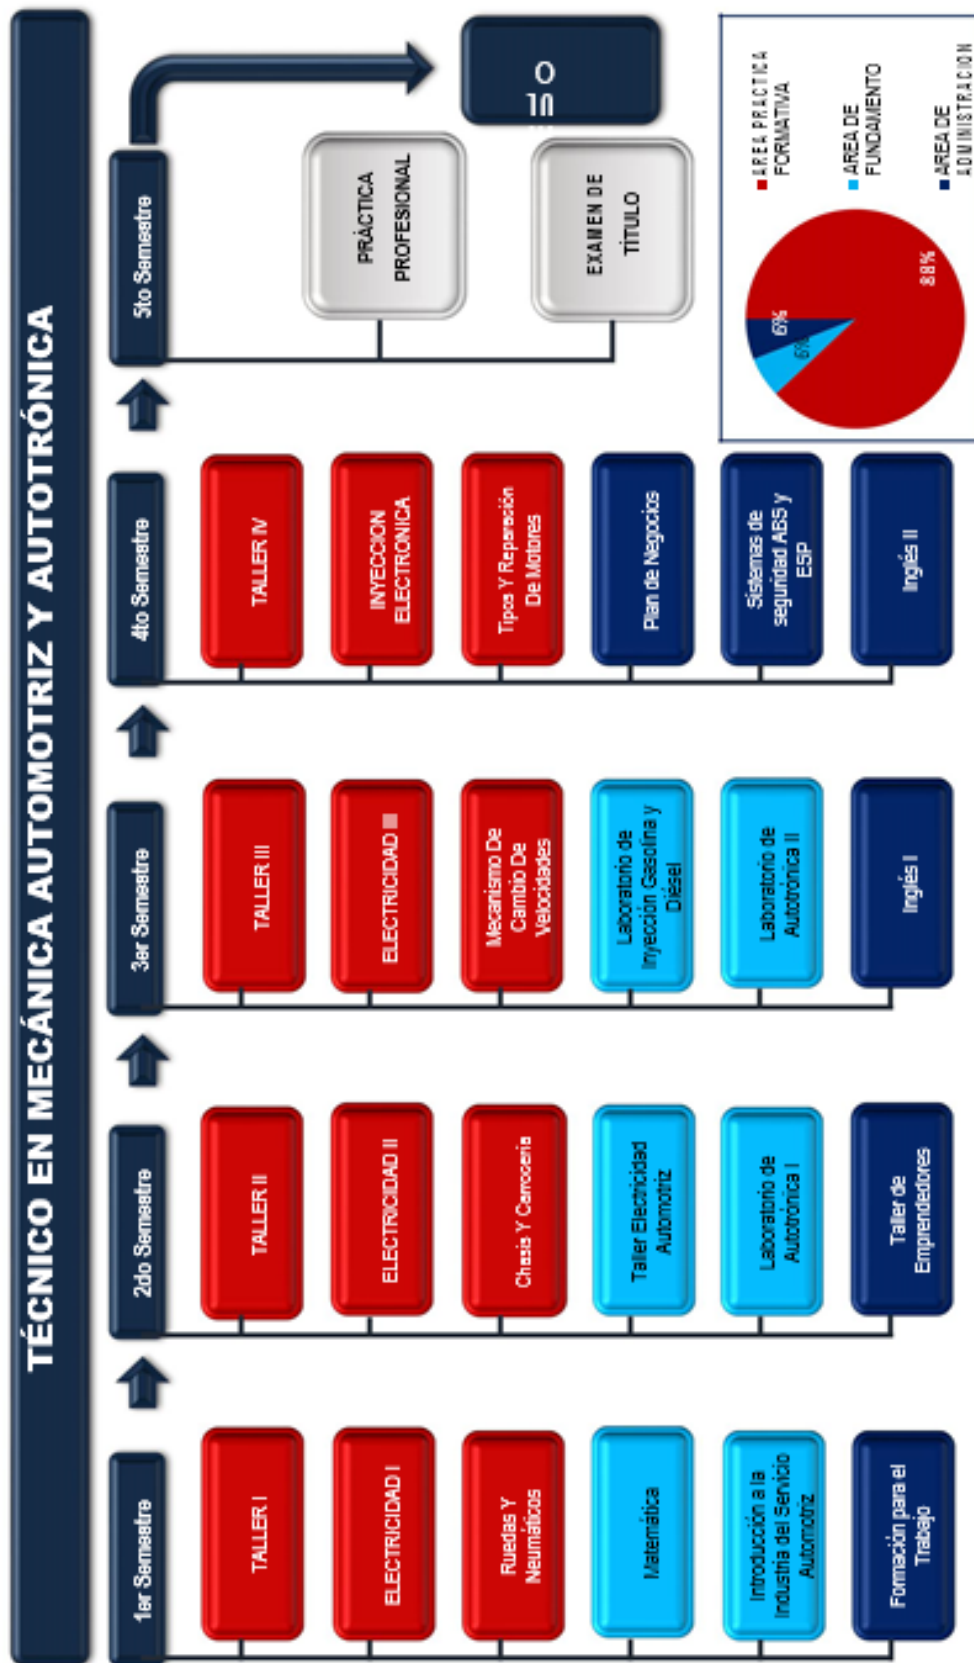 TÉCNICO EN MECÁNICA AUTOMOTRIZ Y AUTOTRÓNICA
1er Semestre
TALLER I
ELECTRICIDAD I
Ruedas Y
Neumáticos
Matemática
Introducción a la
Industria del Servicio
Automotriz
Formación para el
Trabajo
2do Semestre
TALLER II
ELECTRICIDAD II
Chasis Y Carroceria
Taller Electricidad
Automotriz
Laboratorio de
Autotrónica I
Taller de
Emprendedores
3er Semestre
TALLER III
ELECTRICIDAD III
Mecanismo De
Cambio De
Velocidades
Laboratorio de
Inyección Gasolina y
Diésel
Laboratorio de
Autotrónica II
Inglés I
4to Semestre
TALLER IV
INYECCION
ELECTRONICA
Tipos Y Reparación
De Motores
Plan de Negocios
Sistemas de
seguridad ABS y
ESP
Inglés II
5to Semestre
PRÁCTICA
PROFESIONAL
EXAMEN DE
TÍTULO
UL
O
6%
6%
88%
AREA PRACTICA
FORMATIVA
AREA DE
FUNDAMENTO
AREA DE
ADMINISTRACION